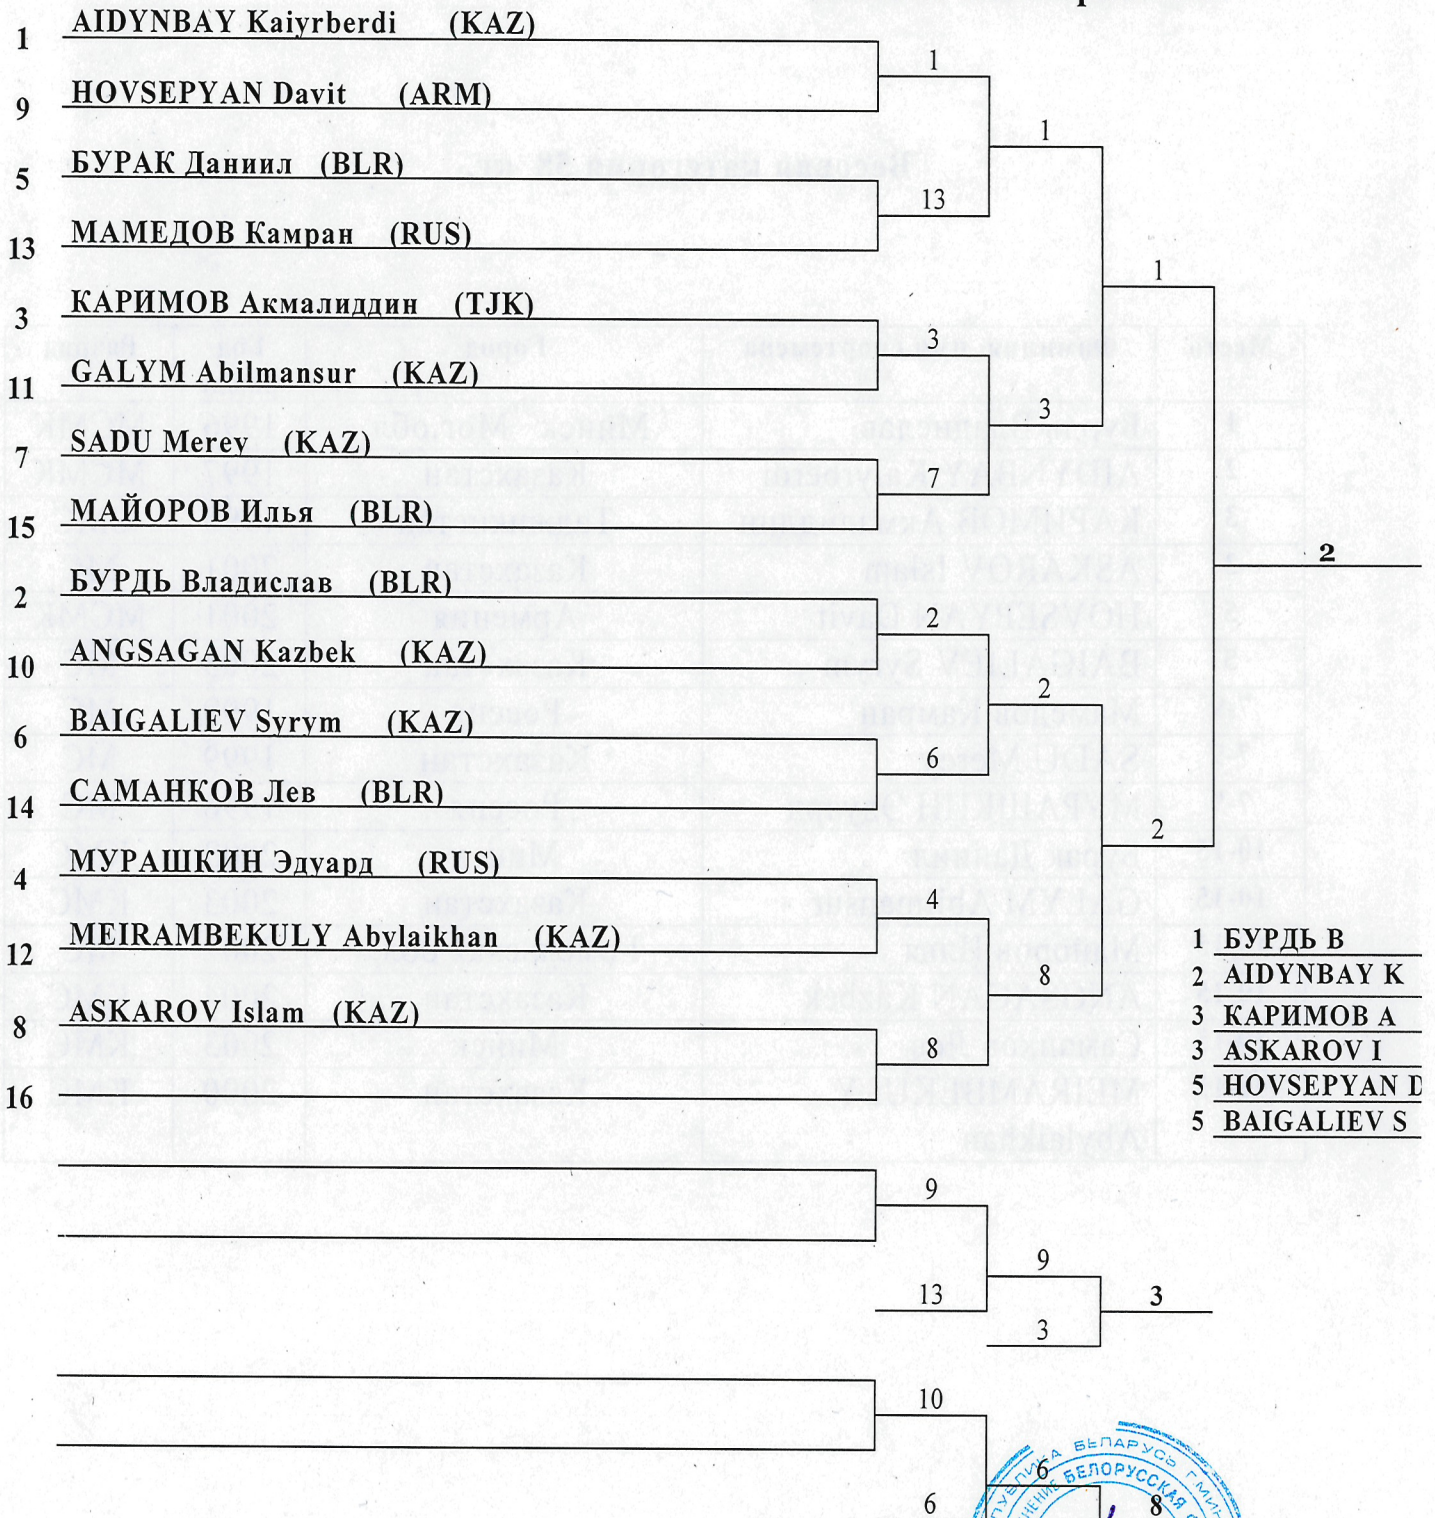 1 AIDYNBAY Kaiyrberdi (KAZ)
1
9 HOVSEPYAN Davit (ARM)
1
5 БУРАК Даниил (BLR)
13
13 МАМЕДОВ Камран (RUS)
1
3 КАРИМОВ Акмалиддин (TJK)
3
11 GALYM Abilmansur (KAZ)
3
7 SADU Merey (KAZ)
7
15 МАЙОРОВ Илья (BLR)
2
2 БУРДЬ Владислав (BLR)
2
10 ANGSAGAN Kazbek (KAZ)
2
6 BAIGALIEV Syrym (KAZ)
6
14 САМАНКОВ Лев (BLR)
2
4 МУРАШКИН Эдуард (RUS)
4
12 MEIRAMBEKULY Abylaikhan (KAZ)
8
8 ASKAROV Islam (KAZ)
8
16
1 БУРДЬ В
2 AIDYNBAY K
3 КАРИМОВ А
3 ASKAROV I
5 HOVSEPYAN D
5 BAIGALIEV S
9
9
13
3
3
10
6
6
8
БЕЛАРУСЬ
БЕЛОРУССКАЯ